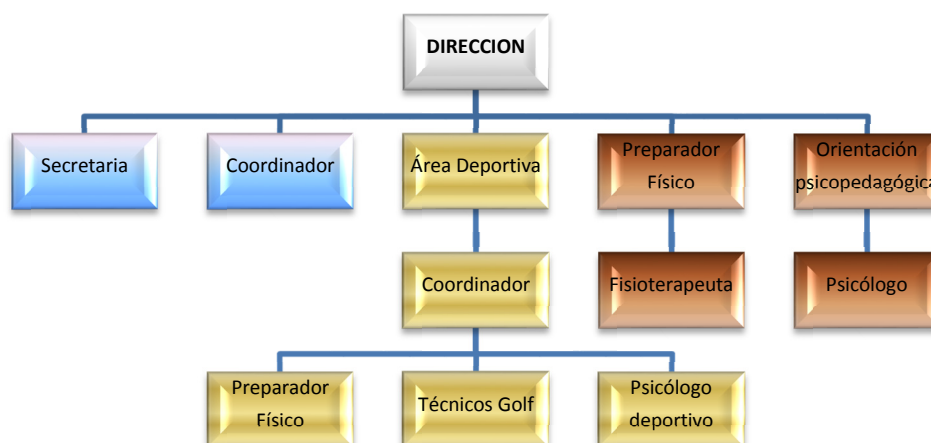 DIRECCION
Secretaria
Coordinador
Área Deportiva
Preparador
Físico
Orientación
psicopedagógica
Coordinador
Fisioterapeuta
Psicólogo
Preparador
Físico
Técnicos Golf
Psicólogo
deportivo